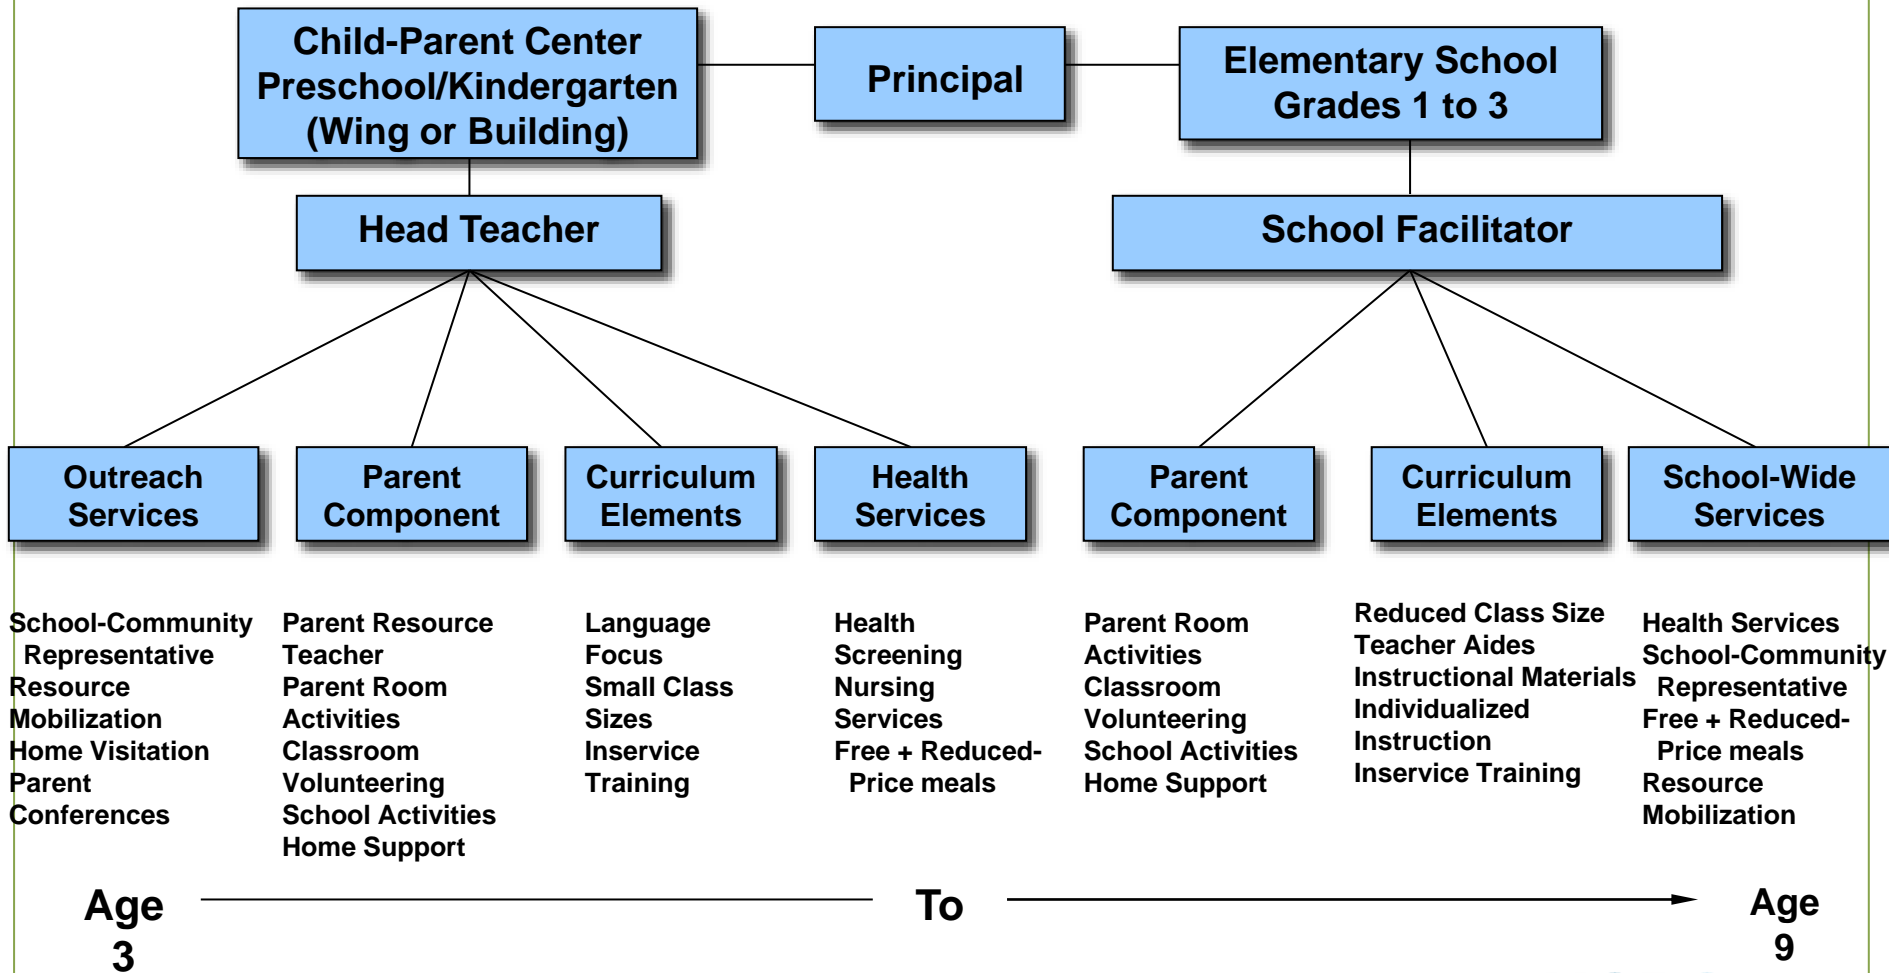 Child-Parent Center
Preschool/Kindergarten
(Wing or Building)
Principal
Elementary School
Grades 1 to 3
Head Teacher
School Facilitator
Outreach
Services
Parent
Component
Curriculum
Elements
Health
Services
Parent
Component
Curriculum
Elements
School-Wide
Services
School-Community
Representative
Resource
Mobilization
Home Visitation
Parent
Conferences
Parent Resource
Teacher
Parent Room
Activities
Classroom
Volunteering
School Activities
Home Support
Language
Focus
Small Class
Sizes
Inservice
Training
Health
Screening
Nursing
Services
Free + Reduced-
Price meals
Parent Room
Activities
Classroom
Volunteering
School Activities
Home Support
Reduced Class Size
Teacher Aides
Instructional Materials
Individualized
Instruction
Inservice Training
Health Services
School-Community
Representative
Free + Reduced-
Price meals
Resource
Mobilization
Age
3
To
Age
9